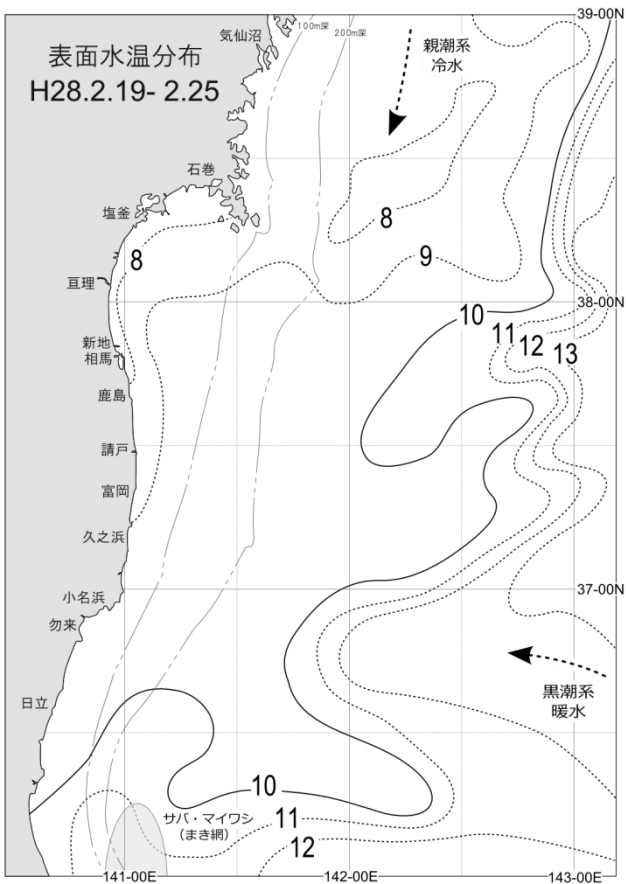 表面水温分布
H28.2.19- 2.25
気仙沼
100m深
200m深
39-00N
親潮系
冷水
石巻
塩釜
8
8
9
亘理
38-00N
10
11
12
13
新地
相馬
鹿島
請戸
富岡
久之浜
37-00N
小名浜
勿来
日立
黒潮系
暖水
10
サバ・マイワシ
(まき網)
11
12
141-00E
142-00E
143-00E